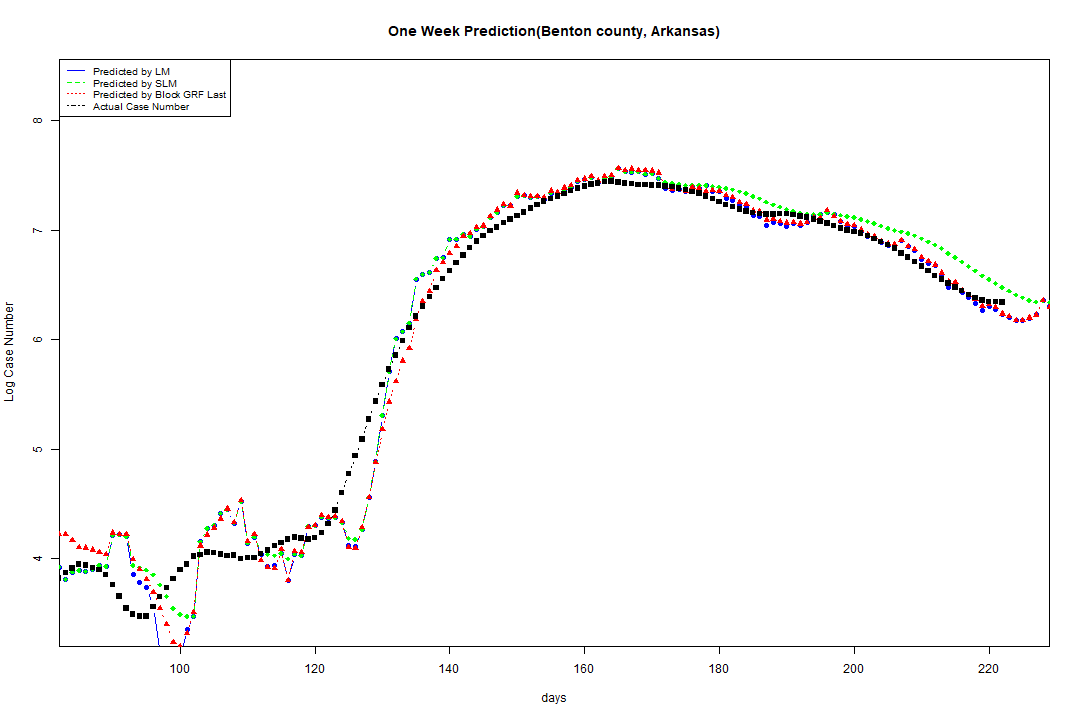 One Week Prediction(Benton county, Arkansas)
Predicted by LM
Predicted by SLM
Predicted by Block GRF Last
Actual Case Number
8
7
6
5
4
Log Case Number
100 120 140 160 180 200 220
days